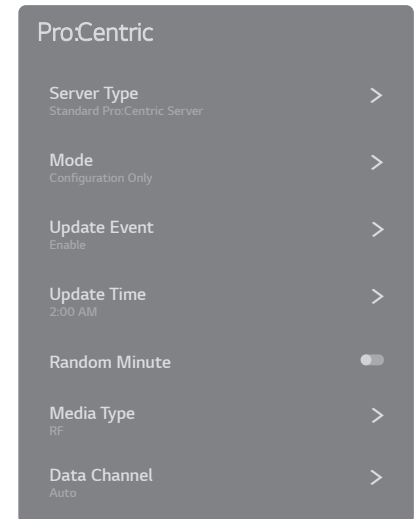 Pro:Centric
Server Type
Standard Pro:Centric Server
Mode
Configuration Only
Update Event
Enable
Update Time
2:00 AM
Random Minute
Media Type
RF
Data Channel
Auto